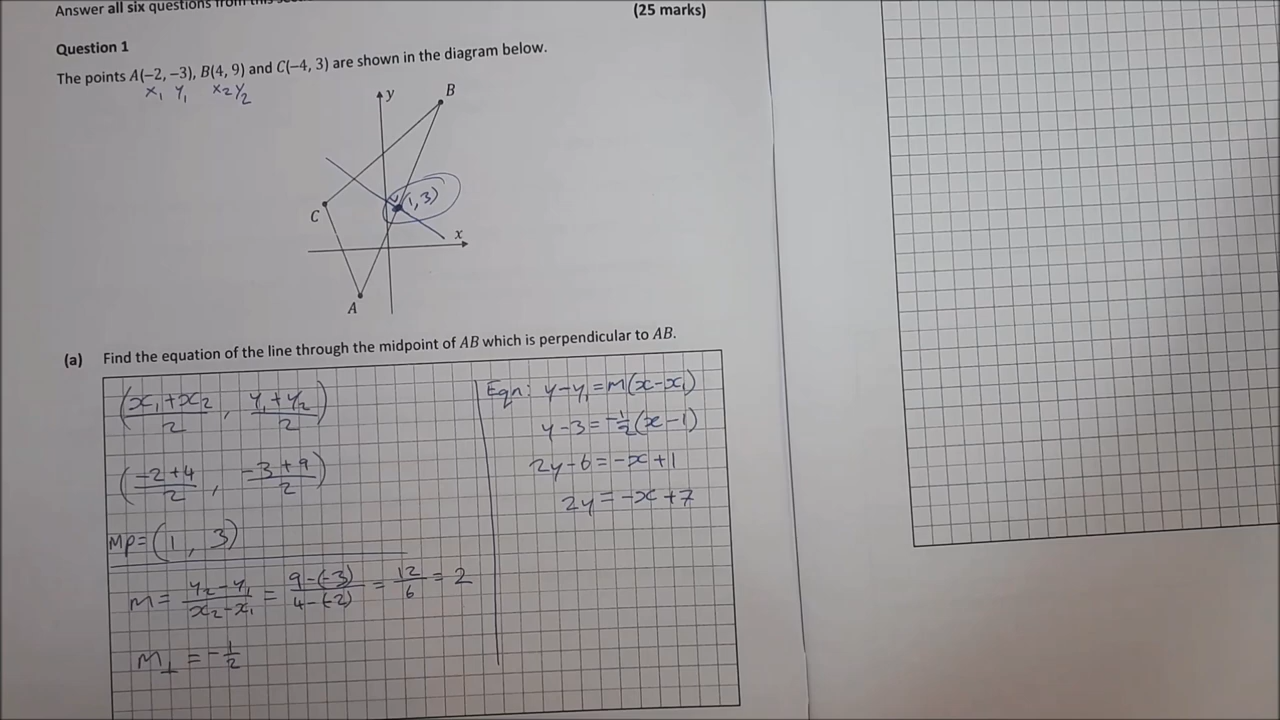 Answer all six questions from this
(25 marks)
Question 1
The points A(−2, −3), B(4, 9) and C(−4, 3) are shown in the diagram below.
x₁ y₁ x₂ y₂
y
B
(1, 3)
C
x
A
(a) Find the equation of the line through the midpoint of AB which is perpendicular to AB.
((x₁+x₂)/2, (y₁+y₂)/2)
((−2+4)/2, (−3+9)/2)
MP=(1, 3)
M = (y₂−y₁)/(x₂−x₁) = (9−(−3))/(4−(−2)) = 12/6 = 2
M⊥ = −1/2
Eqn: y−y₁=m(x−x₁)
y−3=−1/2(x−1)
2y−6=−x+1
2y=−x+7